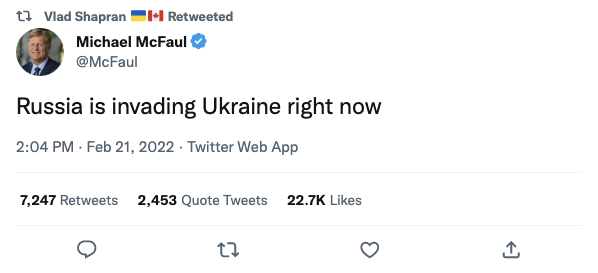 Vlad Shapran 🇺🇦🇨🇦 Retweeted
Michael McFaul
@McFaul
Russia is invading Ukraine right now
2:04 PM · Feb 21, 2022 · Twitter Web App
7,247 Retweets 2,453 Quote Tweets 22.7K Likes